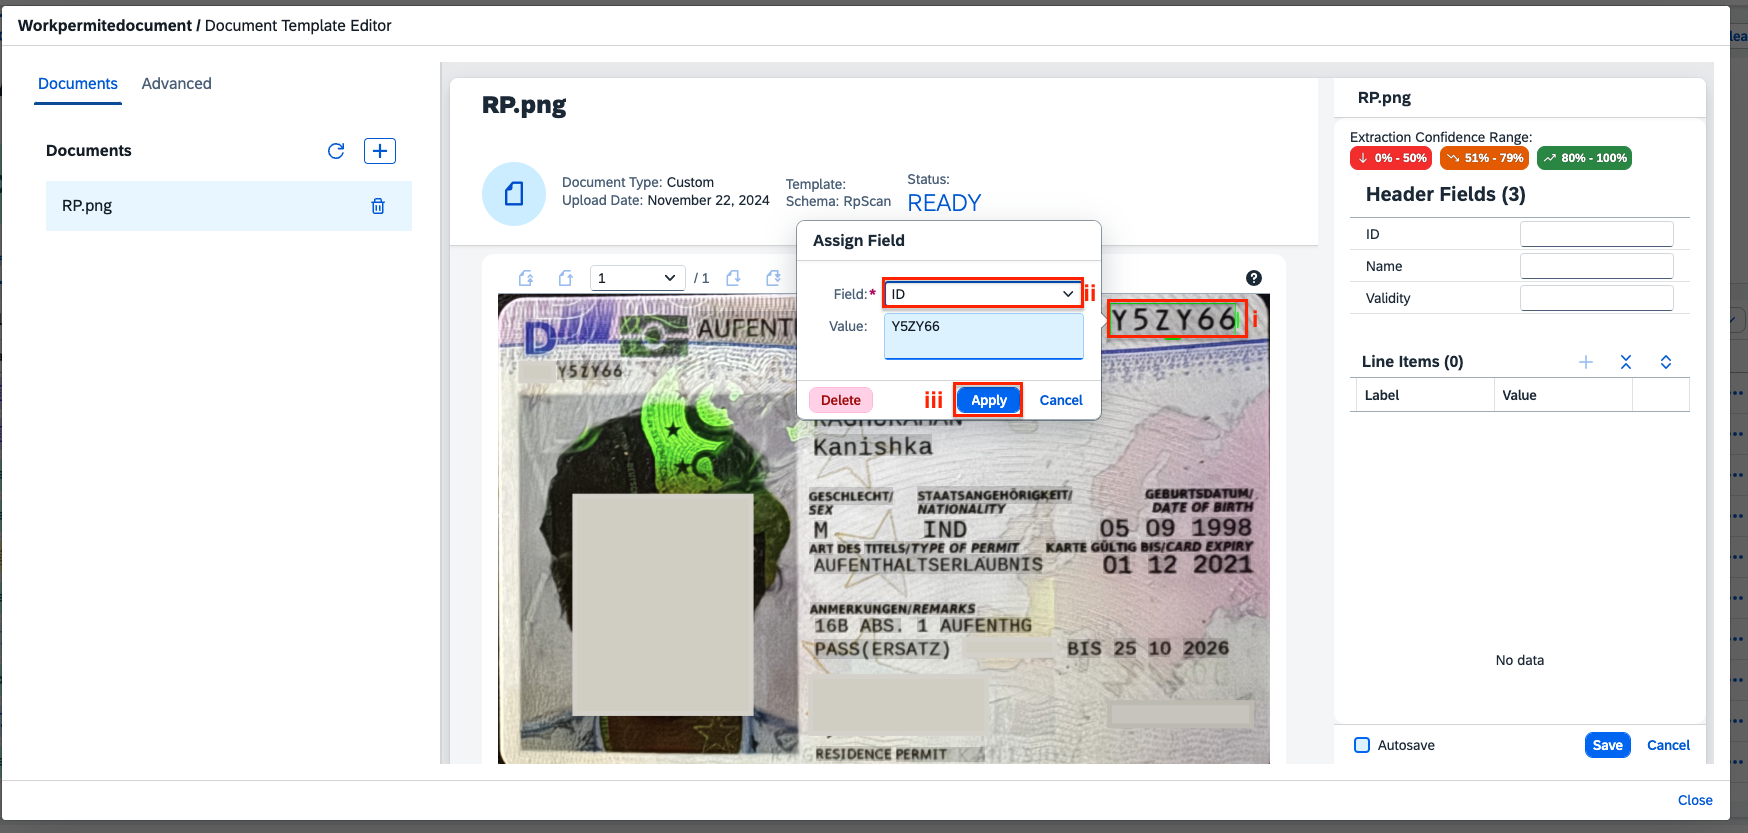 Workpermitedocument / Document Template Editor
Documents
Advanced
Documents
RP.png
RP.png
Document Type: Custom
Upload Date: November 22, 2024
Template:
Schema: RpScan
Status:
READY
1
/ 1
Assign Field
Field:*
ID
ii
Value:
Y5ZY66
Delete
iii
Apply
Cancel
D
AUFENT
Y5ZY66
i
Y5ZY66
Kanishka
GESCHLECHT/
SEX
STAATSANGEHÖRIGKEIT/
NATIONALITY
GEBURTSDATUM/
DATE OF BIRTH
M
IND
05 09 1998
ART DES TITELS/TYPE OF PERMIT
KARTE GÜLTIG BIS/CARD EXPIRY
AUFENTHALTSERLAUBNIS
01 12 2021
ANMERKUNGEN/REMARKS
16B ABS. 1 AUFENTHG
PASS(ERSATZ)
BIS 25 10 2026
RESIDENCE PERMIT
RP.png
Extraction Confidence Range:
0% - 50%
51% - 79%
80% - 100%
Header Fields (3)
ID
Name
Validity
Line Items (0)
Label
Value
No data
Autosave
Save
Cancel
Close